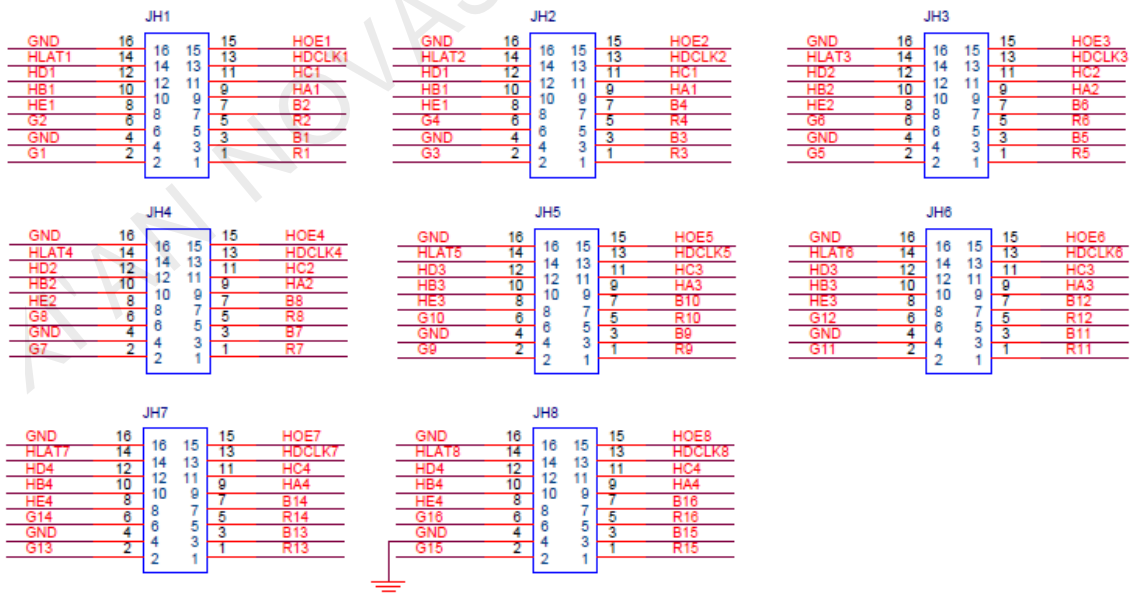 JH1 JH2 JH3
GND 16 16 15 15 HOE1 GND 16 16 15 15 HOE2 GND 16 16 15 15 HOE3
HLAT1 14 14 13 13 HDCLK1 HLAT2 14 14 13 13 HDCLK2 HLAT3 14 14 13 13 HDCLK3
HD1 12 12 11 11 HC1 HD1 12 12 11 11 HC1 HD2 12 12 11 11 HC2
HB1 10 10 9 9 HA1 HB1 10 10 9 9 HA1 HB2 10 10 9 9 HA2
HE1 8 8 7 7 B2 HE1 8 8 7 7 B4 HE2 8 8 7 7 B6
G2 6 6 5 5 R2 G4 6 6 5 5 R4 G6 6 6 5 5 R6
GND 4 4 3 3 B1 GND 4 4 3 3 B3 GND 4 4 3 3 B5
G1 2 2 1 1 R1 G3 2 2 1 1 R3 G5 2 2 1 1 R5
JH4 JH5 JH6
GND 16 16 15 15 HOE4 GND 16 16 15 15 HOE5 GND 16 16 15 15 HOE6
HLAT4 14 14 13 13 HDCLK4 HLAT5 14 14 13 13 HDCLK5 HLAT6 14 14 13 13 HDCLK6
HD2 12 12 11 11 HC2 HD3 12 12 11 11 HC3 HD3 12 12 11 11 HC3
HB2 10 10 9 9 HA2 HB3 10 10 9 9 HA3 HB3 10 10 9 9 HA3
HE2 8 8 7 7 B8 HE3 8 8 7 7 B10 HE3 8 8 7 7 B12
G8 6 6 5 5 R8 G10 6 6 5 5 R10 G12 6 6 5 5 R12
GND 4 4 3 3 B7 GND 4 4 3 3 B9 GND 4 4 3 3 B11
G7 2 2 1 1 R7 G9 2 2 1 1 R9 G11 2 2 1 1 R11
JH7 JH8
GND 16 16 15 15 HOE7 GND 16 16 15 15 HOE8
HLAT7 14 14 13 13 HDCLK7 HLAT8 14 14 13 13 HDCLK8
HD4 12 12 11 11 HC4 HD4 12 12 11 11 HC4
HB4 10 10 9 9 HA4 HB4 10 10 9 9 HA4
HE4 8 8 7 7 B14 HE4 8 8 7 7 B16
G14 6 6 5 5 R14 G16 6 6 5 5 R16
GND 4 4 3 3 B13 GND 4 4 3 3 B15
G13 2 2 1 1 R13 G15 2 2 1 1 R15
XI'AN NOVAS